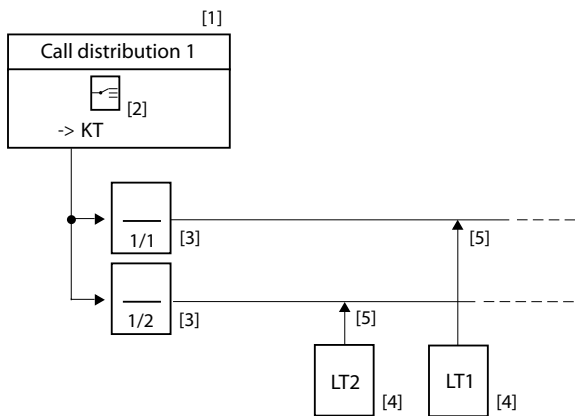 [1]
Call distribution 1
[2]
-> KT
1/1
[3]
[5]
1/2
[3]
[5]
LT2
LT1
[4]
[4]